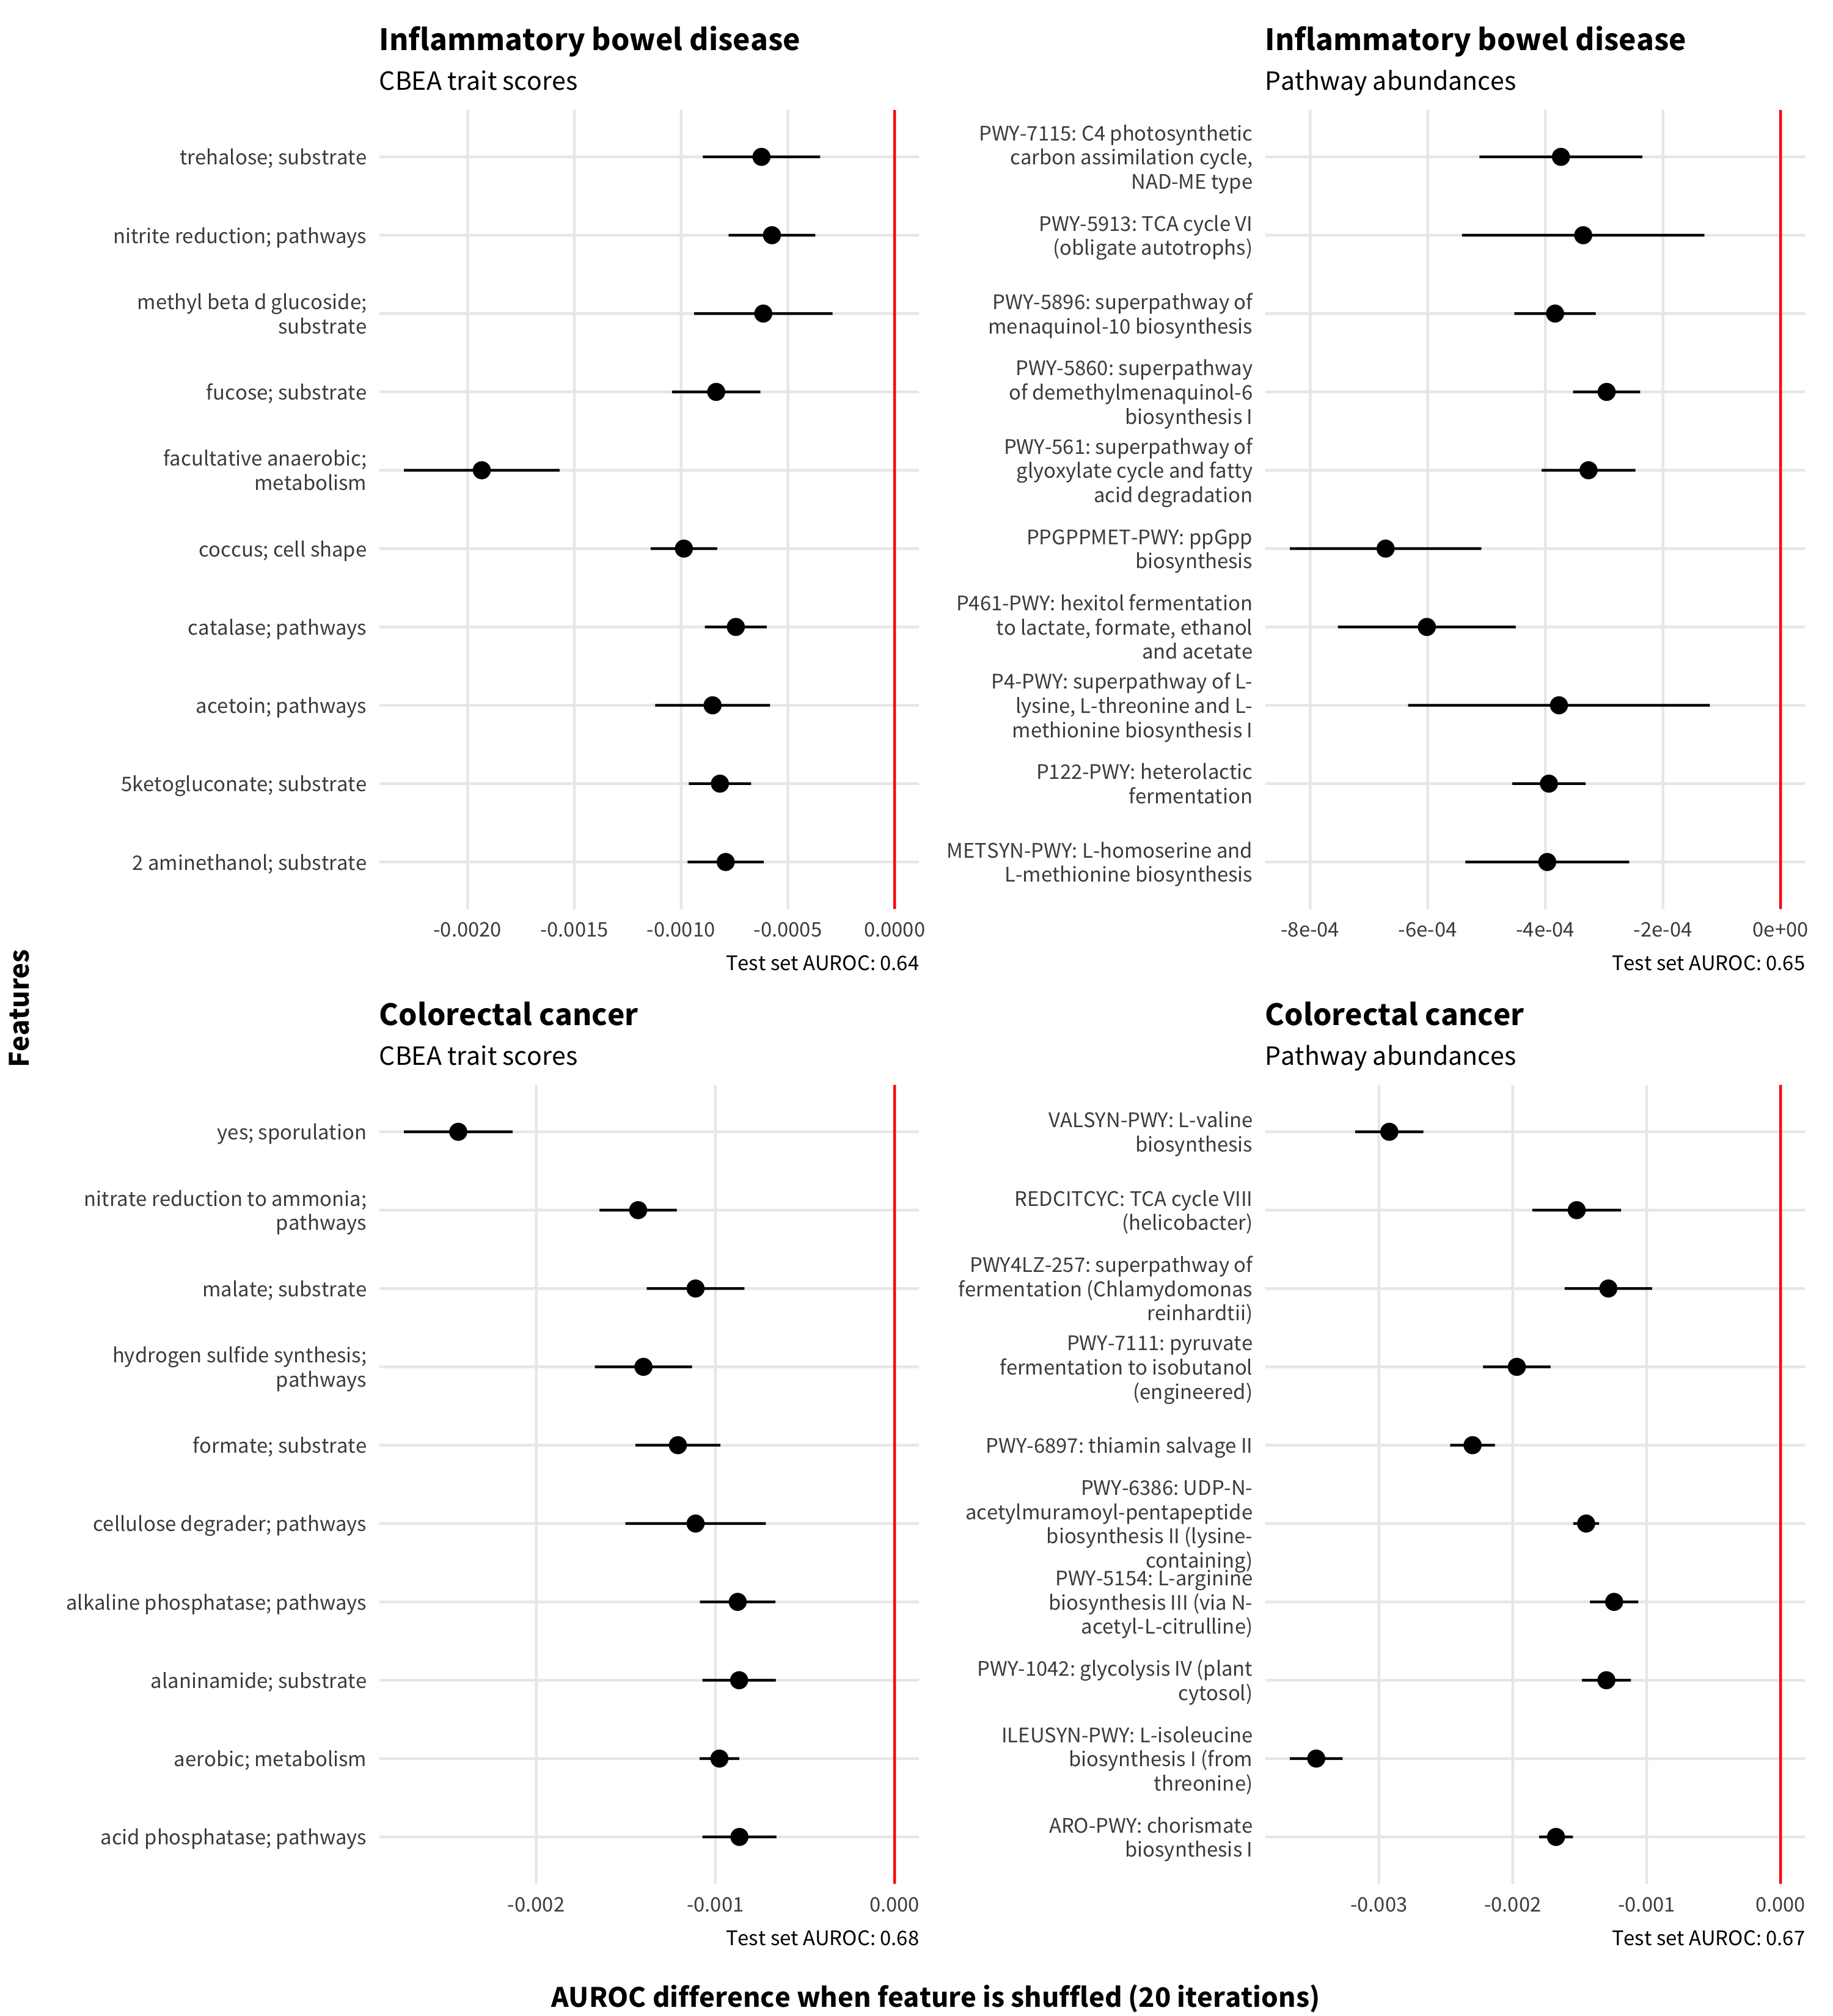 Inflammatory bowel disease
CBEA trait scores
trehalose; substrate
nitrite reduction; pathways
methyl beta d glucoside;
substrate
fucose; substrate
facultative anaerobic;
metabolism
coccus; cell shape
catalase; pathways
acetoin; pathways
5ketogluconate; substrate
2 aminethanol; substrate
-0.0020 -0.0015 -0.0010 -0.0005 0.0000
Test set AUROC: 0.64
Inflammatory bowel disease
Pathway abundances
PWY-7115: C4 photosynthetic
carbon assimilation cycle,
NAD-ME type
PWY-5913: TCA cycle VI
(obligate autotrophs)
PWY-5896: superpathway of
menaquinol-10 biosynthesis
PWY-5860: superpathway
of demethylmenaquinol-6
biosynthesis I
PWY-561: superpathway of
glyoxylate cycle and fatty
acid degradation
PPGPPMET-PWY: ppGpp
biosynthesis
P461-PWY: hexitol fermentation
to lactate, formate, ethanol
and acetate
P4-PWY: superpathway of L-
lysine, L-threonine and L-
methionine biosynthesis I
P122-PWY: heterolactic
fermentation
METSYN-PWY: L-homoserine and
L-methionine biosynthesis
-8e-04 -6e-04 -4e-04 -2e-04 0e+00
Test set AUROC: 0.65
Features
Colorectal cancer
CBEA trait scores
yes; sporulation
nitrate reduction to ammonia;
pathways
malate; substrate
hydrogen sulfide synthesis;
pathways
formate; substrate
cellulose degrader; pathways
alkaline phosphatase; pathways
alaninamide; substrate
aerobic; metabolism
acid phosphatase; pathways
-0.002 -0.001 0.000
Test set AUROC: 0.68
Colorectal cancer
Pathway abundances
VALSYN-PWY: L-valine
biosynthesis
REDCITCYC: TCA cycle VIII
(helicobacter)
PWY4LZ-257: superpathway of
fermentation (Chlamydomonas
reinhardtii)
PWY-7111: pyruvate
fermentation to isobutanol
(engineered)
PWY-6897: thiamin salvage II
PWY-6386: UDP-N-
acetylmuramoyl-pentapeptide
biosynthesis II (lysine-
containing)
PWY-5154: L-arginine
biosynthesis III (via N-
acetyl-L-citrulline)
PWY-1042: glycolysis IV (plant
cytosol)
ILEUSYN-PWY: L-isoleucine
biosynthesis I (from
threonine)
ARO-PWY: chorismate
biosynthesis I
-0.003 -0.002 -0.001 0.000
Test set AUROC: 0.67
AUROC difference when feature is shuffled (20 iterations)